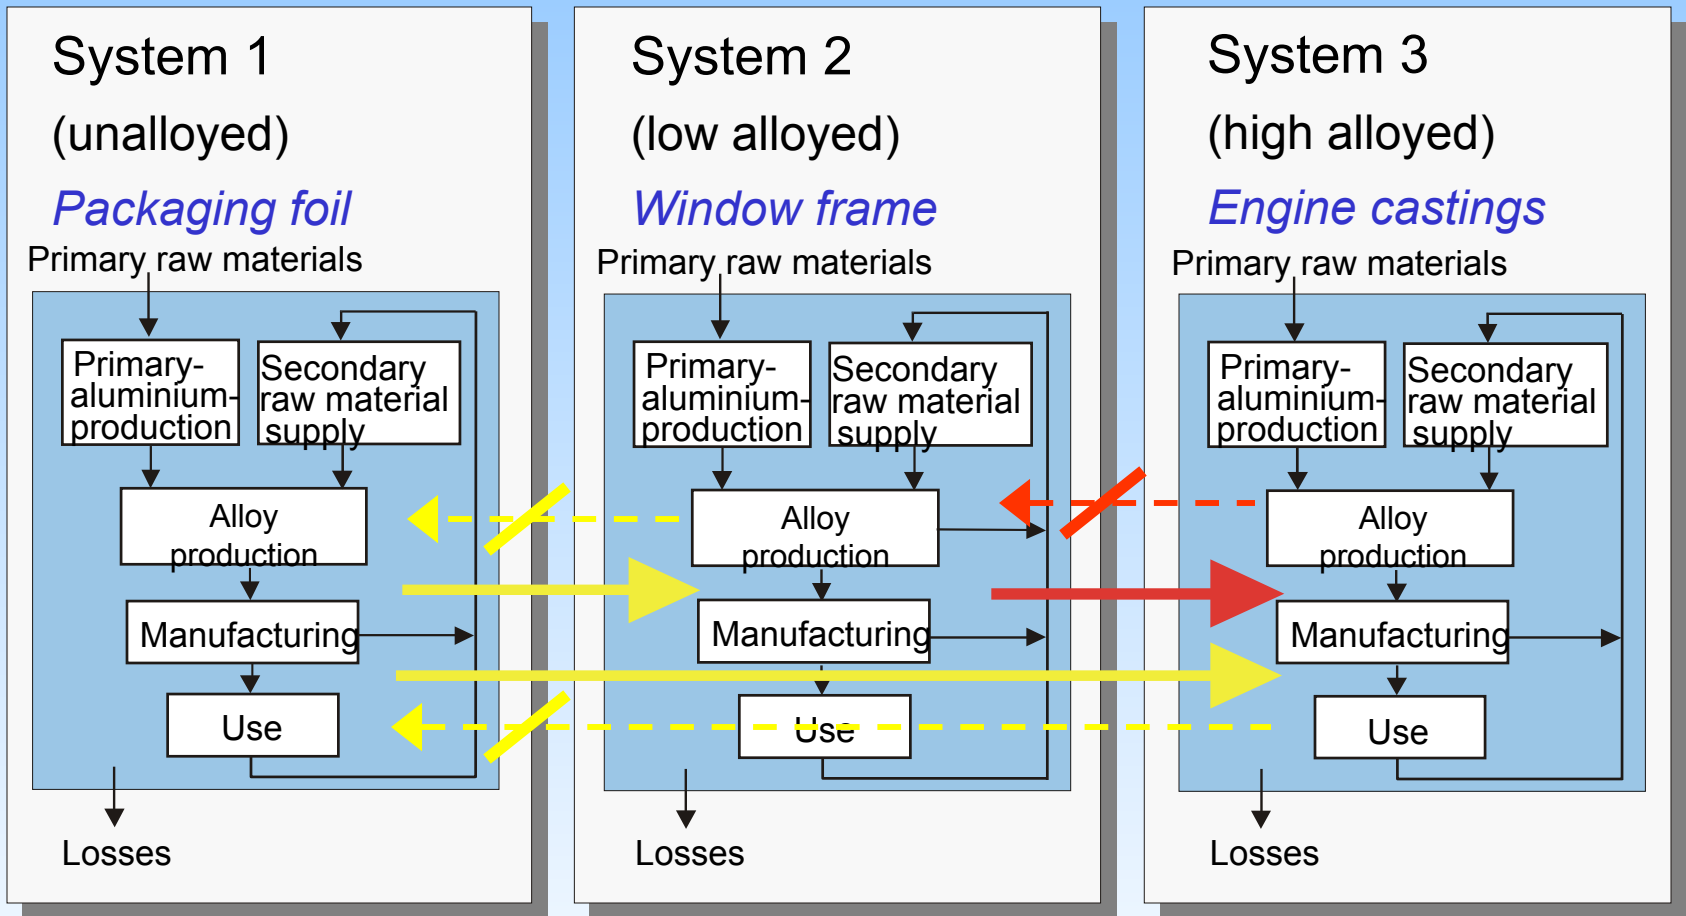 System 1
(unalloyed)
Packaging foil
Primary raw materials
Primary-
aluminium-
production
Secondary
raw material
supply
Alloy
production
Manufacturing
Use
Losses
System 2
(low alloyed)
Window frame
Primary raw materials
Primary-
aluminium-
production
Secondary
raw material
supply
Alloy
production
Manufacturing
Use
Losses
System 3
(high alloyed)
Engine castings
Primary raw materials
Primary-
aluminium-
production
Secondary
raw material
supply
Alloy
production
Manufacturing
Use
Losses